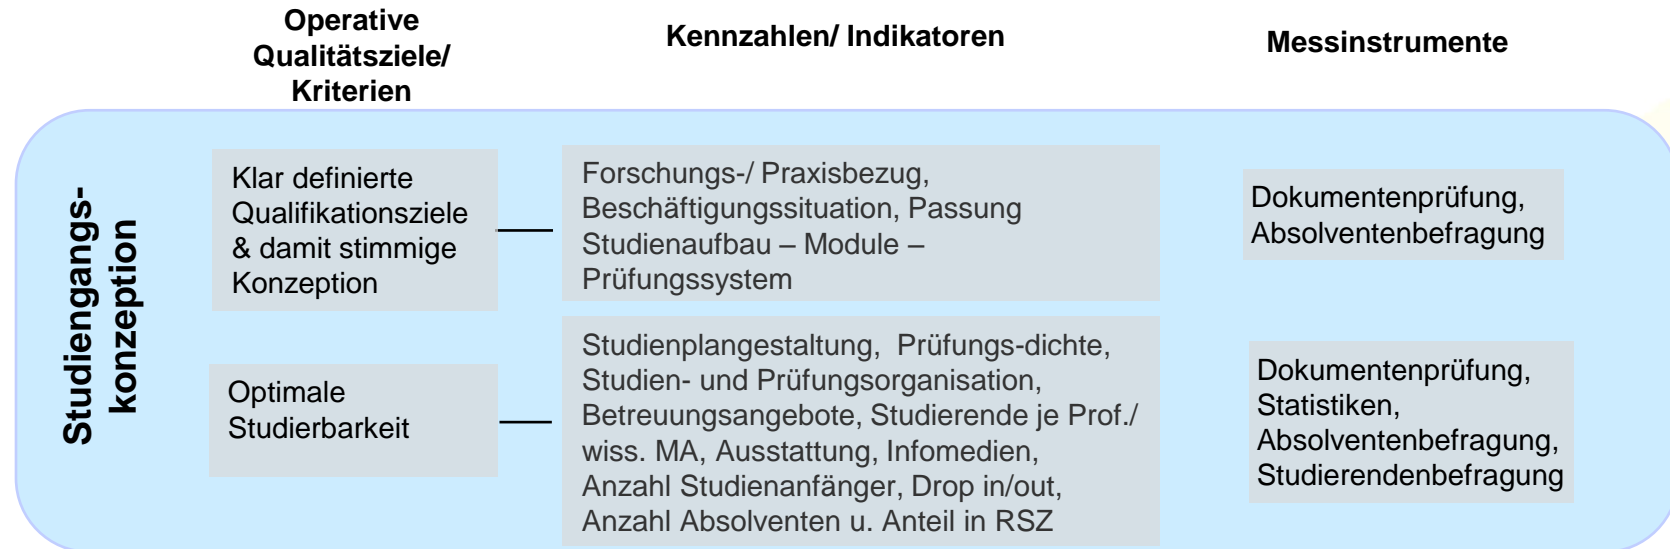 Operative
Qualitätsziele/
Kriterien
Kennzahlen/ Indikatoren
Messinstrumente
Studiengangs-
konzeption
Klar definierte
Qualifikationsziele
& damit stimmige
Konzeption
Forschungs-/ Praxisbezug,
Beschäftigungssituation, Passung
Studienaufbau – Module –
Prüfungssystem
Dokumentenprüfung,
Absolventenbefragung
Optimale
Studierbarkeit
Studienplangestaltung, Prüfungs-dichte,
Studien- und Prüfungsorganisation,
Betreuungsangebote, Studierende je Prof./
wiss. MA, Ausstattung, Infomedien,
Anzahl Studienanfänger, Drop in/out,
Anzahl Absolventen u. Anteil in RSZ
Dokumentenprüfung,
Statistiken,
Absolventenbefragung,
Studierendenbefragung